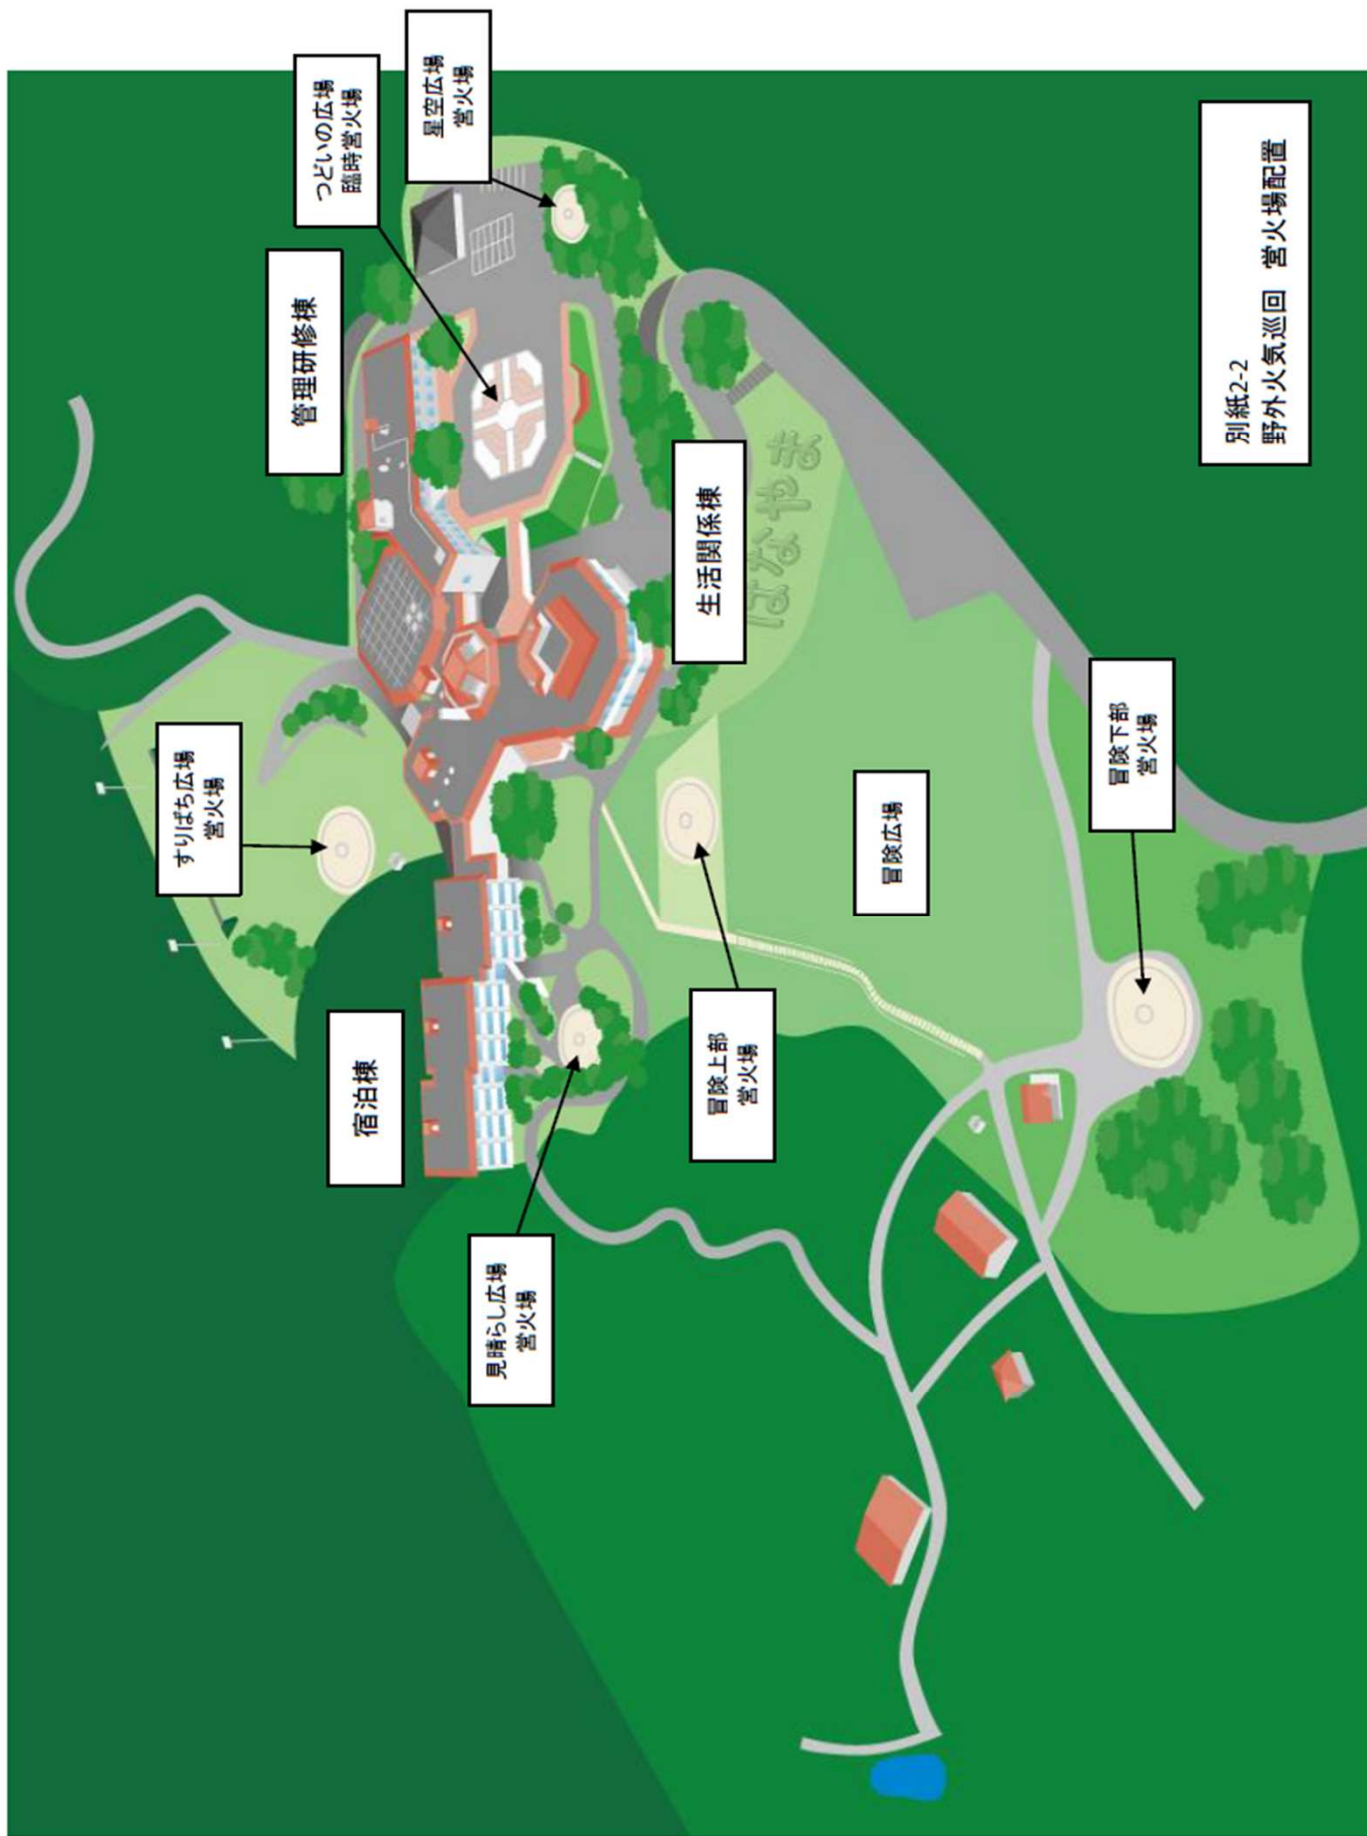 すりばち広場
営火場
管理研修棟
つどいの広場
臨時営火場
宿泊棟
星空広場
営火場
見晴らし広場
営火場
生活関係棟
冒険上部
営火場
はなやま
冒険広場
冒険下部
営火場
別紙2-2
野外火気巡回　営火場配置